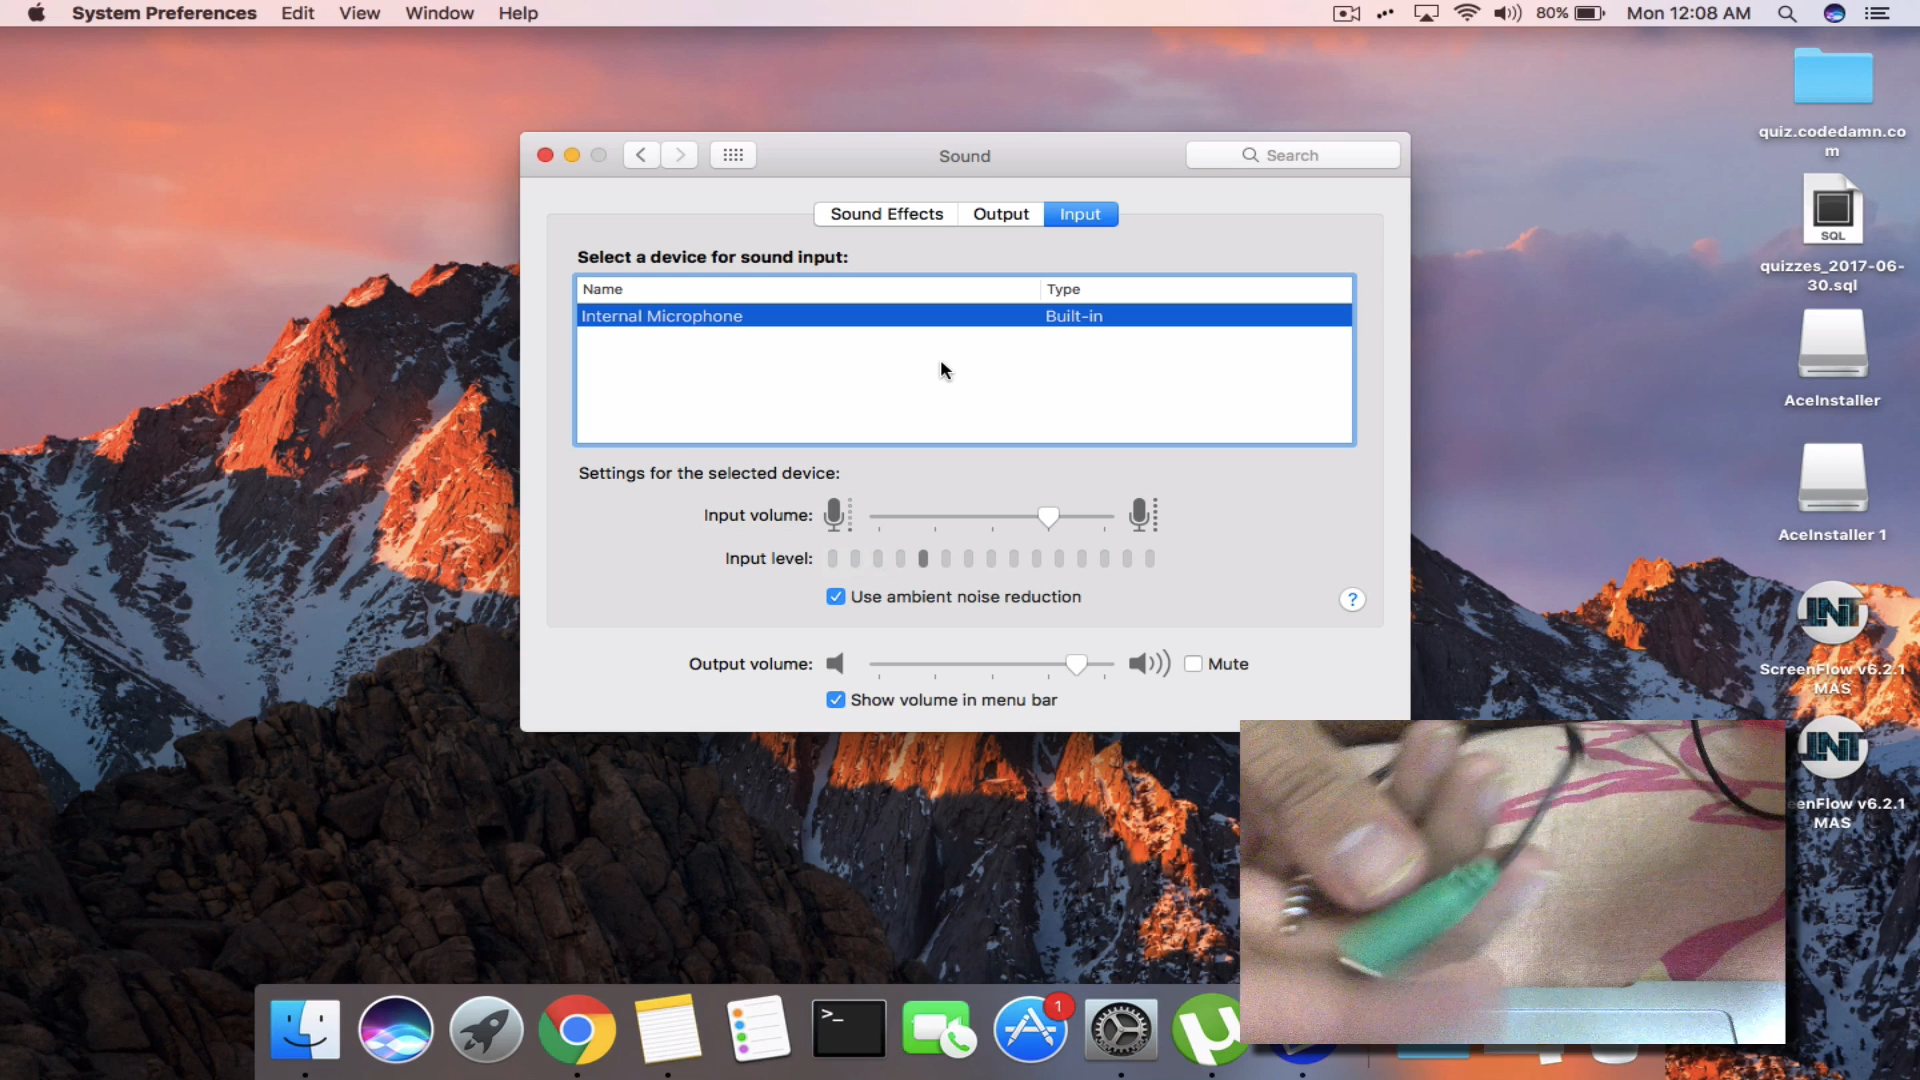 System Preferences Edit View Window Help
80% Mon 12:08 AM
Sound
Search
Sound Effects Output Input
Select a device for sound input:
Name Type
Internal Microphone Built-in
Settings for the selected device:
Input volume:
Input level:
Use ambient noise reduction
?
Output volume:
Mute
Show volume in menu bar
quiz.codedamn.co
m
SQL
quizzes_2017-06-
30.sql
AceInstaller
AceInstaller 1
INT
ScreenFlow v6.2.1
MAS
INT
enFlow v6.2.1
MAS
>_
1